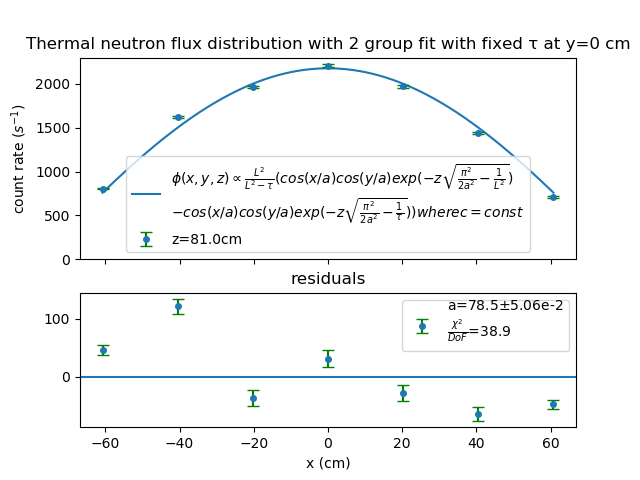 Thermal neutron flux distribution with 2 group fit with fixed τ at y=0 cm
count rate (s⁻¹)
2000
1500
1000
500
0
ϕ(x, y, z) ∝ L²/(L² − τ) (cos(x/a)cos(y/a)exp(−z√(π²/2a² − 1/L²))
−cos(x/a)cos(y/a)exp(−z√(π²/2a² − 1/τ)))wherec = const
z=81.0cm
residuals
100
0
a=78.5±5.06e-2
χ²/DoF=38.9
−60 −40 −20 0 20 40 60
x (cm)